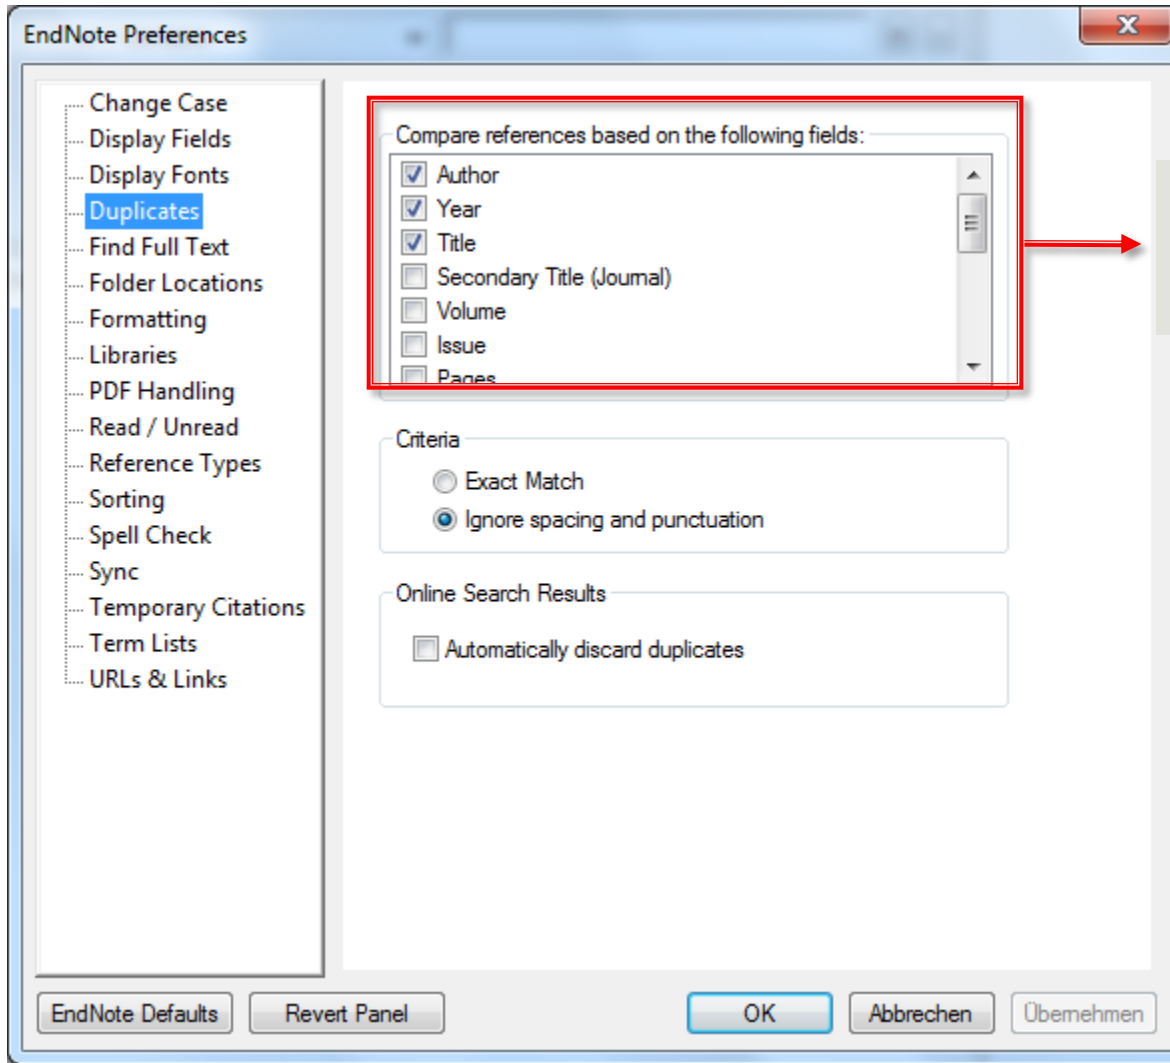 EndNote Preferences
Change Case
Display Fields
Display Fonts
Duplicates
Find Full Text
Folder Locations
Formatting
Libraries
PDF Handling
Read / Unread
Reference Types
Sorting
Spell Check
Sync
Temporary Citations
Term Lists
URLs & Links
Compare references based on the following fields:
Author
Year
Title
Secondary Title (Journal)
Volume
Issue
Pages
Criteria
Exact Match
Ignore spacing and punctuation
Online Search Results
Automatically discard duplicates
EndNote Defaults
Revert Panel
OK
Abbrechen
Übernehmen